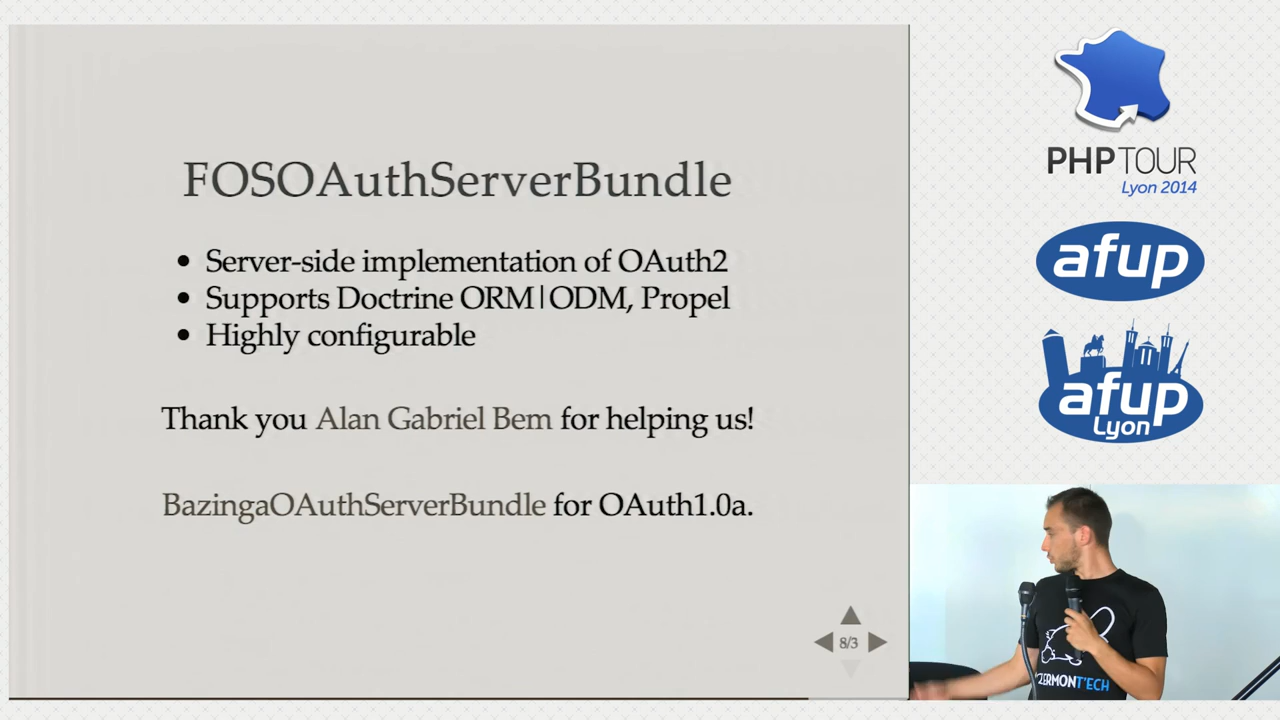 FOSOAuthServerBundle
• Server-side implementation of OAuth2
• Supports Doctrine ORM|ODM, Propel
• Highly configurable
Thank you Alan Gabriel Bem for helping us!
BazingaOAuthServerBundle for OAuth1.0a.
8/3
PHP TOUR
Lyon 2014
afup
afup
Lyon
CLERMONT'ECH